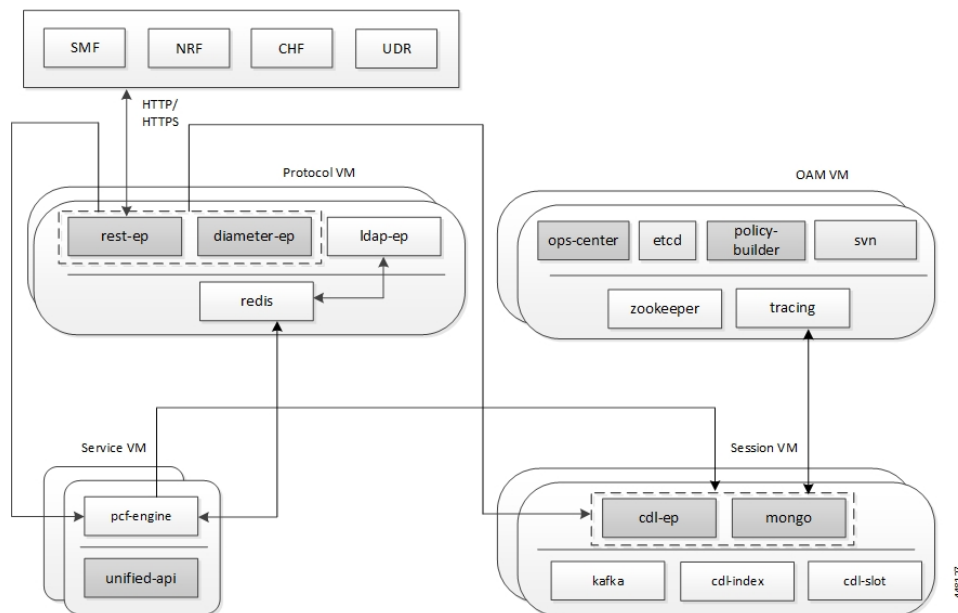 SMF
NRF
CHF
UDR
HTTP/
HTTPS
Protocol VM
rest-ep
diameter-ep
ldap-ep
redis
OAM VM
ops-center
etcd
policy-
builder
svn
zookeeper
tracing
Service VM
pcf-engine
unified-api
Session VM
cdl-ep
mongo
kafka
cdl-index
cdl-slot